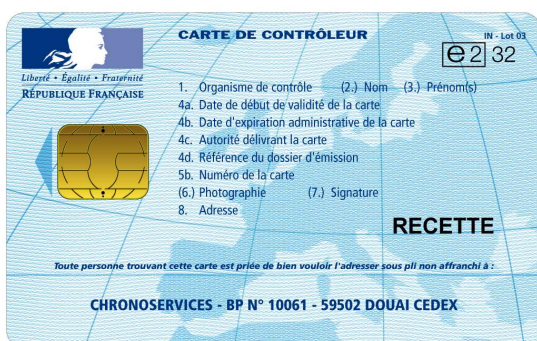 CARTE DE CONTRÔLEUR
IN - Lot 03
e 2 32
Liberté • Égalité • Fraternité
RÉPUBLIQUE FRANÇAISE
1. Organisme de contrôle (2.) Nom (3.) Prénom(s)
4a. Date de début de validité de la carte
4b. Date d'expiration administrative de la carte
4c. Autorité délivrant la carte
4d. Référence du dossier d'émission
5b. Numéro de la carte
(6.) Photographie (7.) Signature
8. Adresse
RECETTE
Toute personne trouvant cette carte est priée de bien vouloir l'adresser sous pli non affranchi à :
CHRONOSERVICES - BP N° 10061 - 59502 DOUAI CEDEX